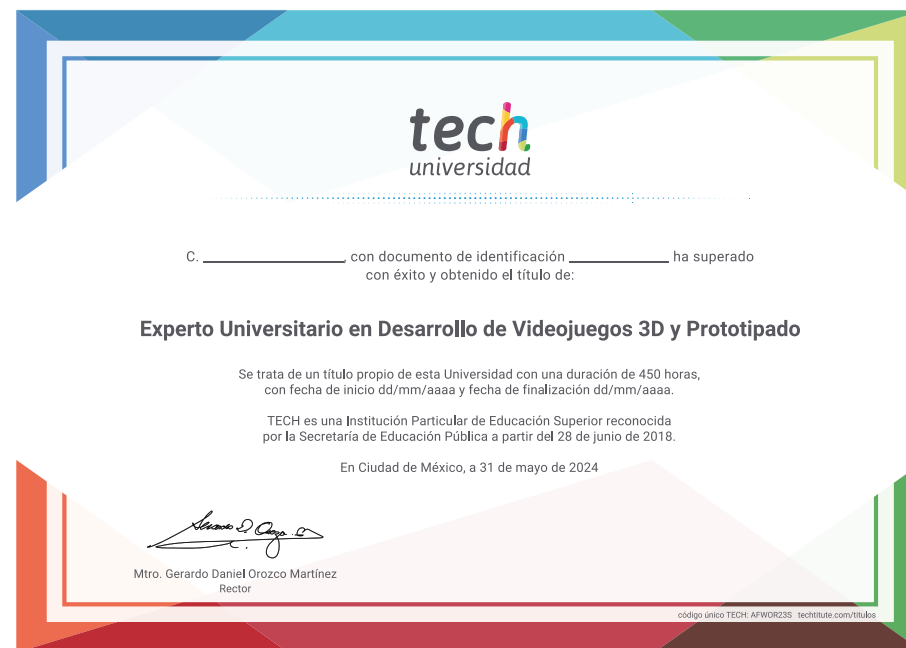 tech
universidad
C. ____________, con documento de identificación ____________ ha superado
con éxito y obtenido el título de:
Experto Universitario en Desarrollo de Videojuegos 3D y Prototipado
Se trata de un título propio de esta Universidad con una duración de 450 horas,
con fecha de inicio dd/mm/aaaa y fecha de finalización dd/mm/aaaa.
TECH es una Institución Particular de Educación Superior reconocida
por la Secretaría de Educación Pública a partir del 28 de junio de 2018.
En Ciudad de México, a 31 de mayo de 2024
Mtro. Gerardo Daniel Orozco Martínez
Rector
código único TECH: AFWOR23S techtitute.com/titulos